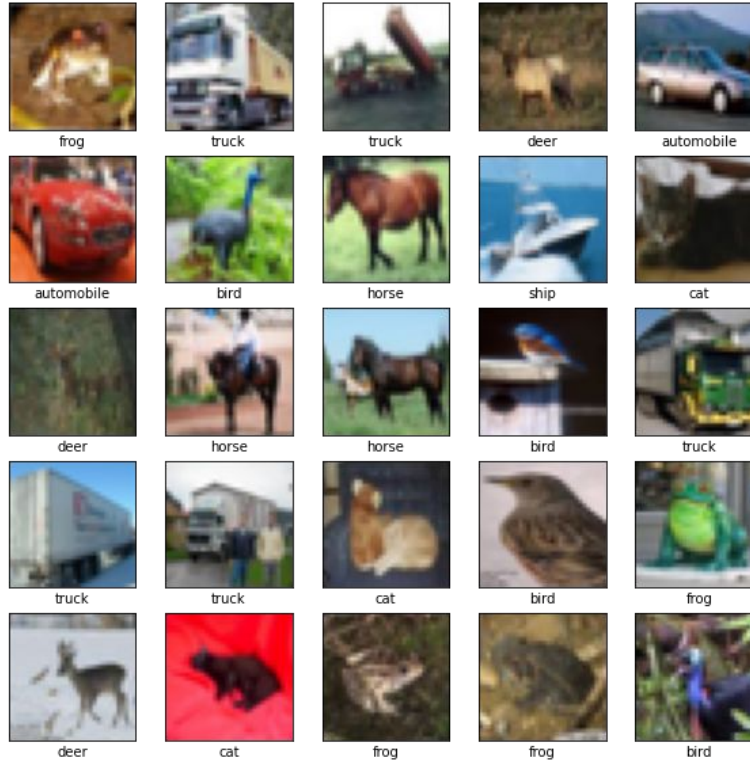 frog truck truck deer automobile
automobile bird horse ship cat
deer horse horse bird truck
truck truck cat bird frog
deer cat frog frog bird